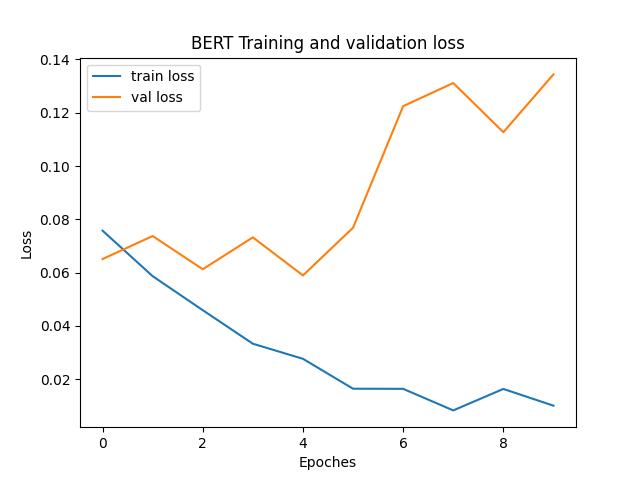 BERT Training and validation loss
train loss
val loss
0.14
0.12
0.10
0.08
0.06
0.04
0.02
Loss
0 2 4 6 8
Epoches